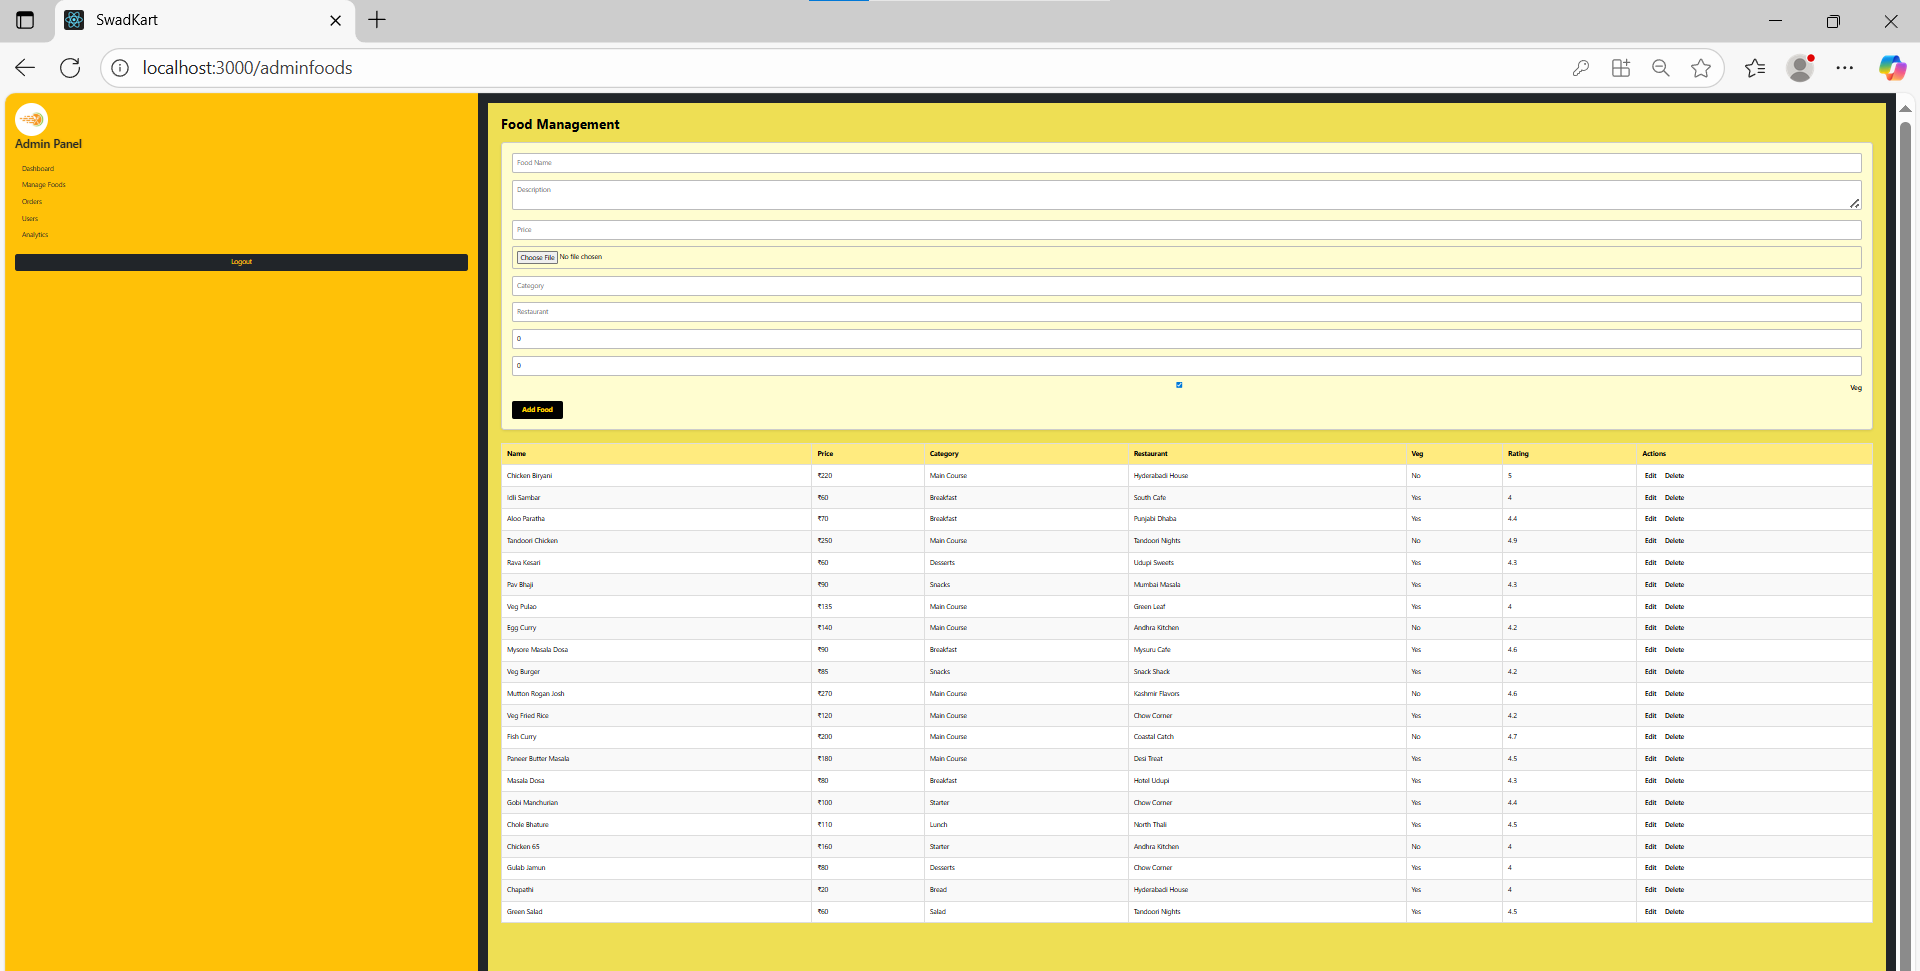 SwadKart
localhost:3000/adminfoods
Admin Panel
Dashboard
Manage Foods
Orders
Users
Analytics
Logout
Food Management
Food Name
Description
Price
Choose File No file chosen
Category
Restaurant
0
0
Veg
Add Food
Name Price Category Restaurant Veg Rating Actions
Chicken Biryani ₹220 Main Course Hyderabadi House No 5 Edit Delete
Idli Sambar ₹60 Breakfast South Cafe Yes 4 Edit Delete
Aloo Paratha ₹70 Breakfast Punjabi Dhaba Yes 4.4 Edit Delete
Tandoori Chicken ₹250 Main Course Tandoori Nights No 4.9 Edit Delete
Rava Kesari ₹60 Desserts Udupi Sweets Yes 4.3 Edit Delete
Pav Bhaji ₹90 Snacks Mumbai Masala Yes 4.3 Edit Delete
Veg Pulao ₹135 Main Course Green Leaf Yes 4 Edit Delete
Egg Curry ₹140 Main Course Andhra Kitchen No 4.2 Edit Delete
Mysore Masala Dosa ₹90 Breakfast Mysuru Cafe Yes 4.6 Edit Delete
Veg Burger ₹85 Snacks Snack Shack Yes 4.2 Edit Delete
Mutton Rogan Josh ₹270 Main Course Kashmir Flavors No 4.6 Edit Delete
Veg Fried Rice ₹120 Main Course Chow Corner Yes 4.2 Edit Delete
Fish Curry ₹200 Main Course Coastal Catch No 4.7 Edit Delete
Paneer Butter Masala ₹180 Main Course Desi Treat Yes 4.5 Edit Delete
Masala Dosa ₹80 Breakfast Hotel Udupi Yes 4.3 Edit Delete
Gobi Manchurian ₹100 Starter Chow Corner Yes 4.4 Edit Delete
Chole Bhature ₹110 Lunch North Thali Yes 4.5 Edit Delete
Chicken 65 ₹160 Starter Andhra Kitchen No 4 Edit Delete
Gulab Jamun ₹80 Desserts Chow Corner Yes 4 Edit Delete
Chapathi ₹20 Bread Hyderabadi House Yes 4 Edit Delete
Green Salad ₹60 Salad Tandoori Nights Yes 4.5 Edit Delete